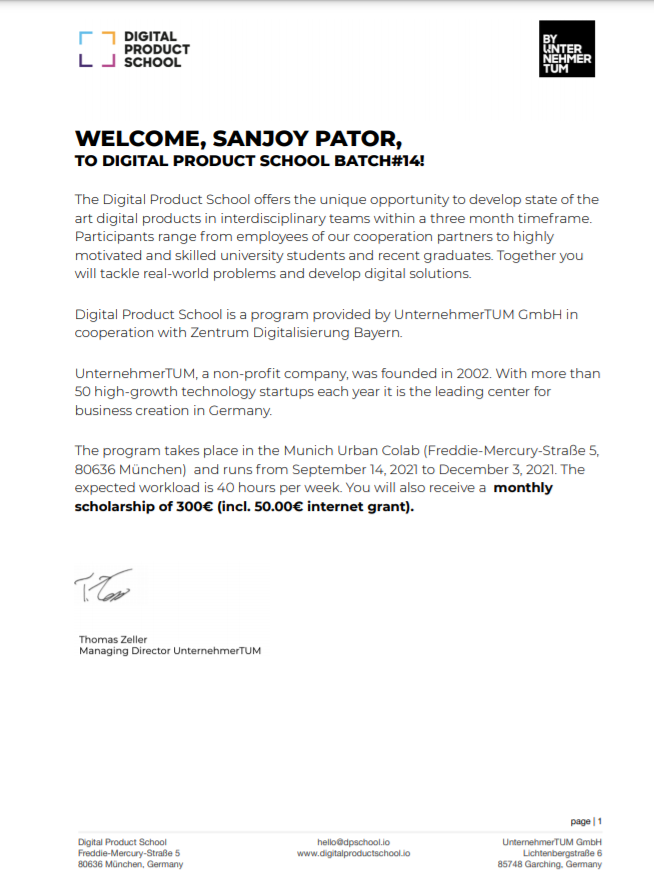 DIGITAL
PRODUCT
SCHOOL
BY
UNTER
NEHMER
TUM
WELCOME, SANJOY PATOR,
TO DIGITAL PRODUCT SCHOOL BATCH#14!
The Digital Product School offers the unique opportunity to develop state of the
art digital products in interdisciplinary teams within a three month timeframe.
Participants range from employees of our cooperation partners to highly
motivated and skilled university students and recent graduates. Together you
will tackle real-world problems and develop digital solutions.
Digital Product School is a program provided by UnternehmerTUM GmbH in
cooperation with Zentrum Digitalisierung Bayern.
UnternehmerTUM, a non-profit company, was founded in 2002. With more than
50 high-growth technology startups each year it is the leading center for
business creation in Germany.
The program takes place in the Munich Urban Colab (Freddie-Mercury-Straße 5,
80636 München)  and runs from September 14, 2021 to December 3, 2021. The
expected workload is 40 hours per week. You will also receive a  monthly
scholarship of 300€ (incl. 50.00€ internet grant).
Thomas Zeller
Managing Director UnternehmerTUM
page | 1
Digital Product School
Freddie-Mercury-Straße 5
80636 München, Germany
hello@dpschool.io
www.digitalproductschool.io
UnternehmerTUM GmbH
Lichtenbergstraße 6
85748 Garching, Germany